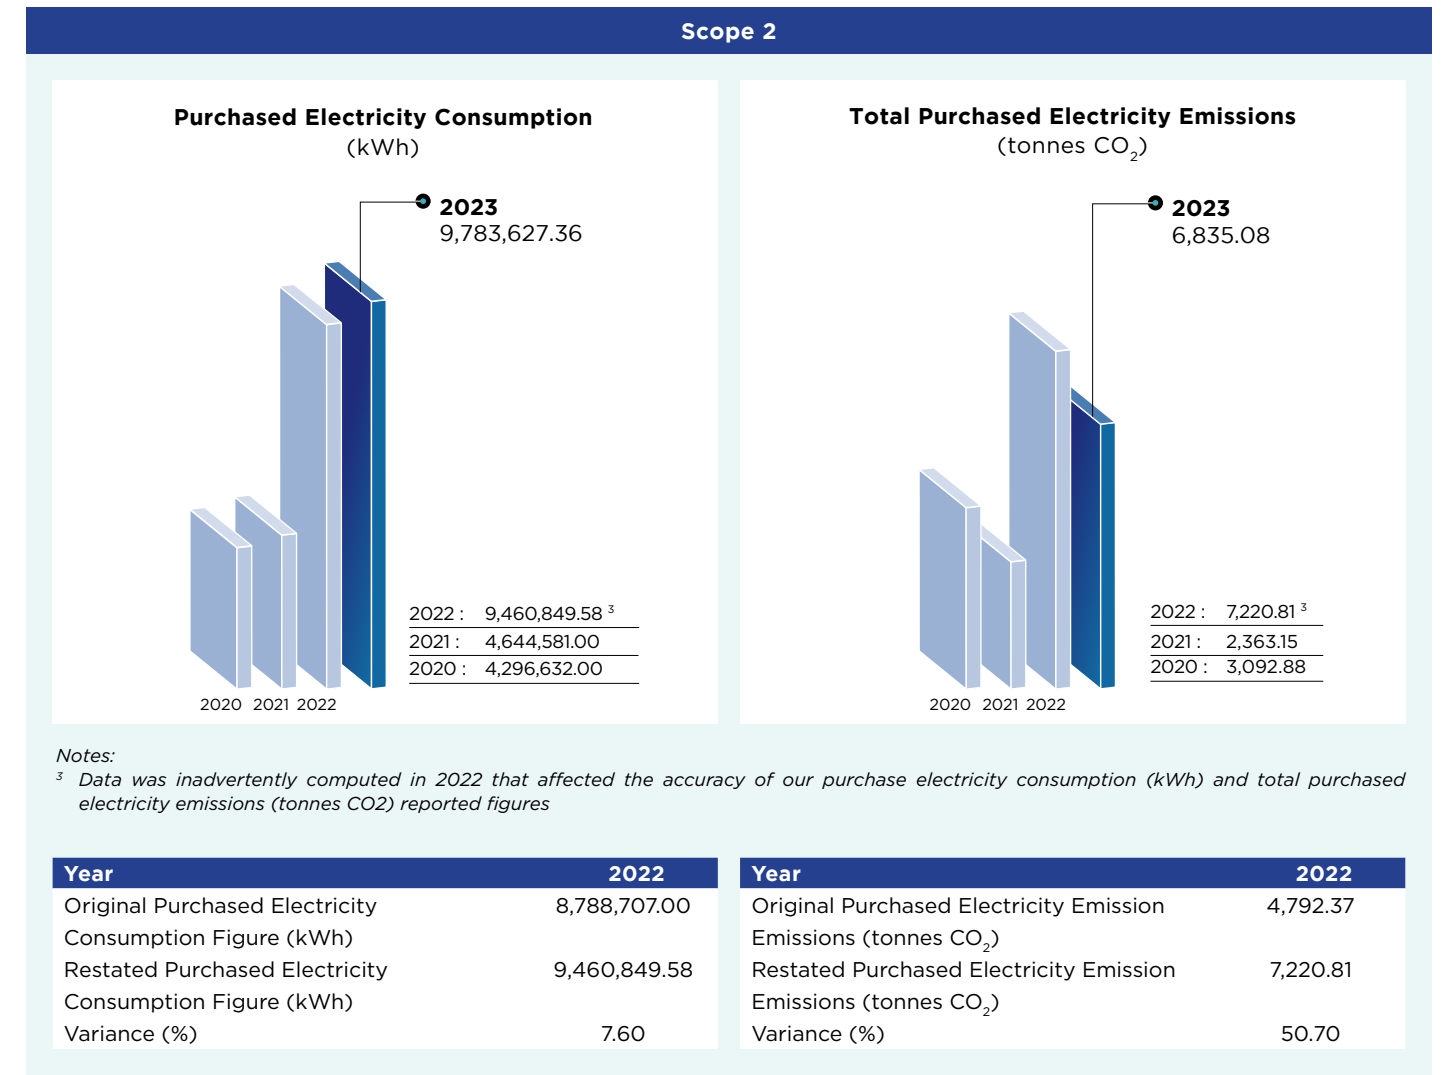 Scope 2
Purchased Electricity Consumption
(kWh)
2023
9,783,627.36
2022 : 9,460,849.58 3
2021 : 4,644,581.00
2020 : 4,296,632.00
2020 2021 2022
Total Purchased Electricity Emissions
(tonnes CO2)
2023
6,835.08
2022 : 7,220.81 3
2021 : 2,363.15
2020 : 3,092.88
2020 2021 2022
Notes:
3 Data was inadvertently computed in 2022 that affected the accuracy of our purchase electricity consumption (kWh) and total purchased
electricity emissions (tonnes CO2) reported figures
Year 2022
Original Purchased Electricity 8,788,707.00
Consumption Figure (kWh)
Restated Purchased Electricity 9,460,849.58
Consumption Figure (kWh)
Variance (%) 7.60
Year 2022
Original Purchased Electricity Emission 4,792.37
Emissions (tonnes CO2)
Restated Purchased Electricity Emission 7,220.81
Emissions (tonnes CO2)
Variance (%) 50.70